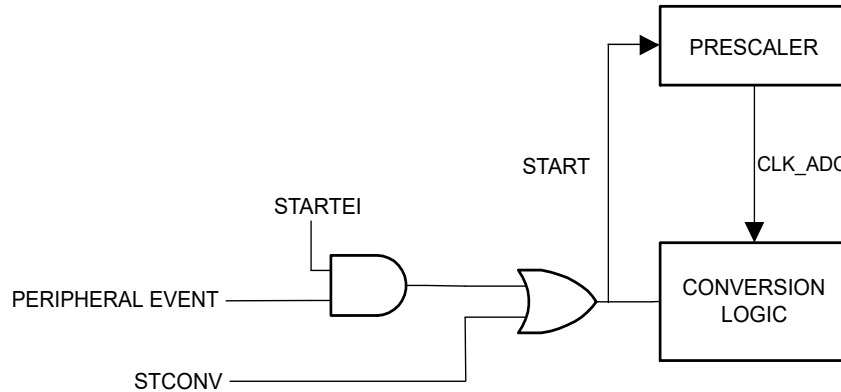 PRESCALER
START
CLK_ADC
STARTEI
PERIPHERAL EVENT
CONVERSION
LOGIC
STCONV